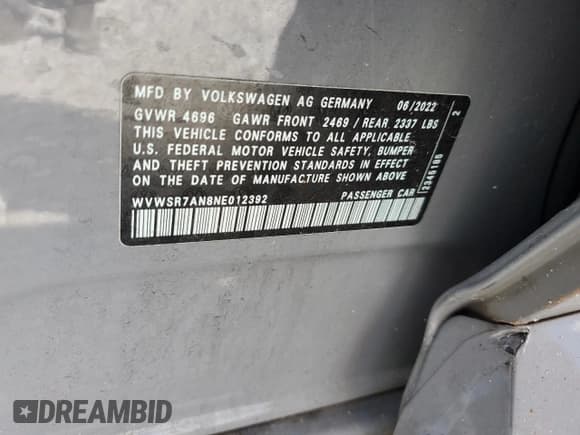 MFD BY VOLKSWAGEN AG GERMANY 06/2022
GVWR 4696 GAWR FRONT 2469 / REAR 2337 LBS
THIS VEHICLE CONFORMS TO ALL APPLICABLE
U.S. FEDERAL MOTOR VEHICLE SAFETY, BUMPER
AND THEFT PREVENTION STANDARDS IN EFFECT
ON THE DATE OF MANUFACTURE SHOWN ABOVE
WVWSR7AN8NE012392 PASSENGER CAR
2
DREAMBID